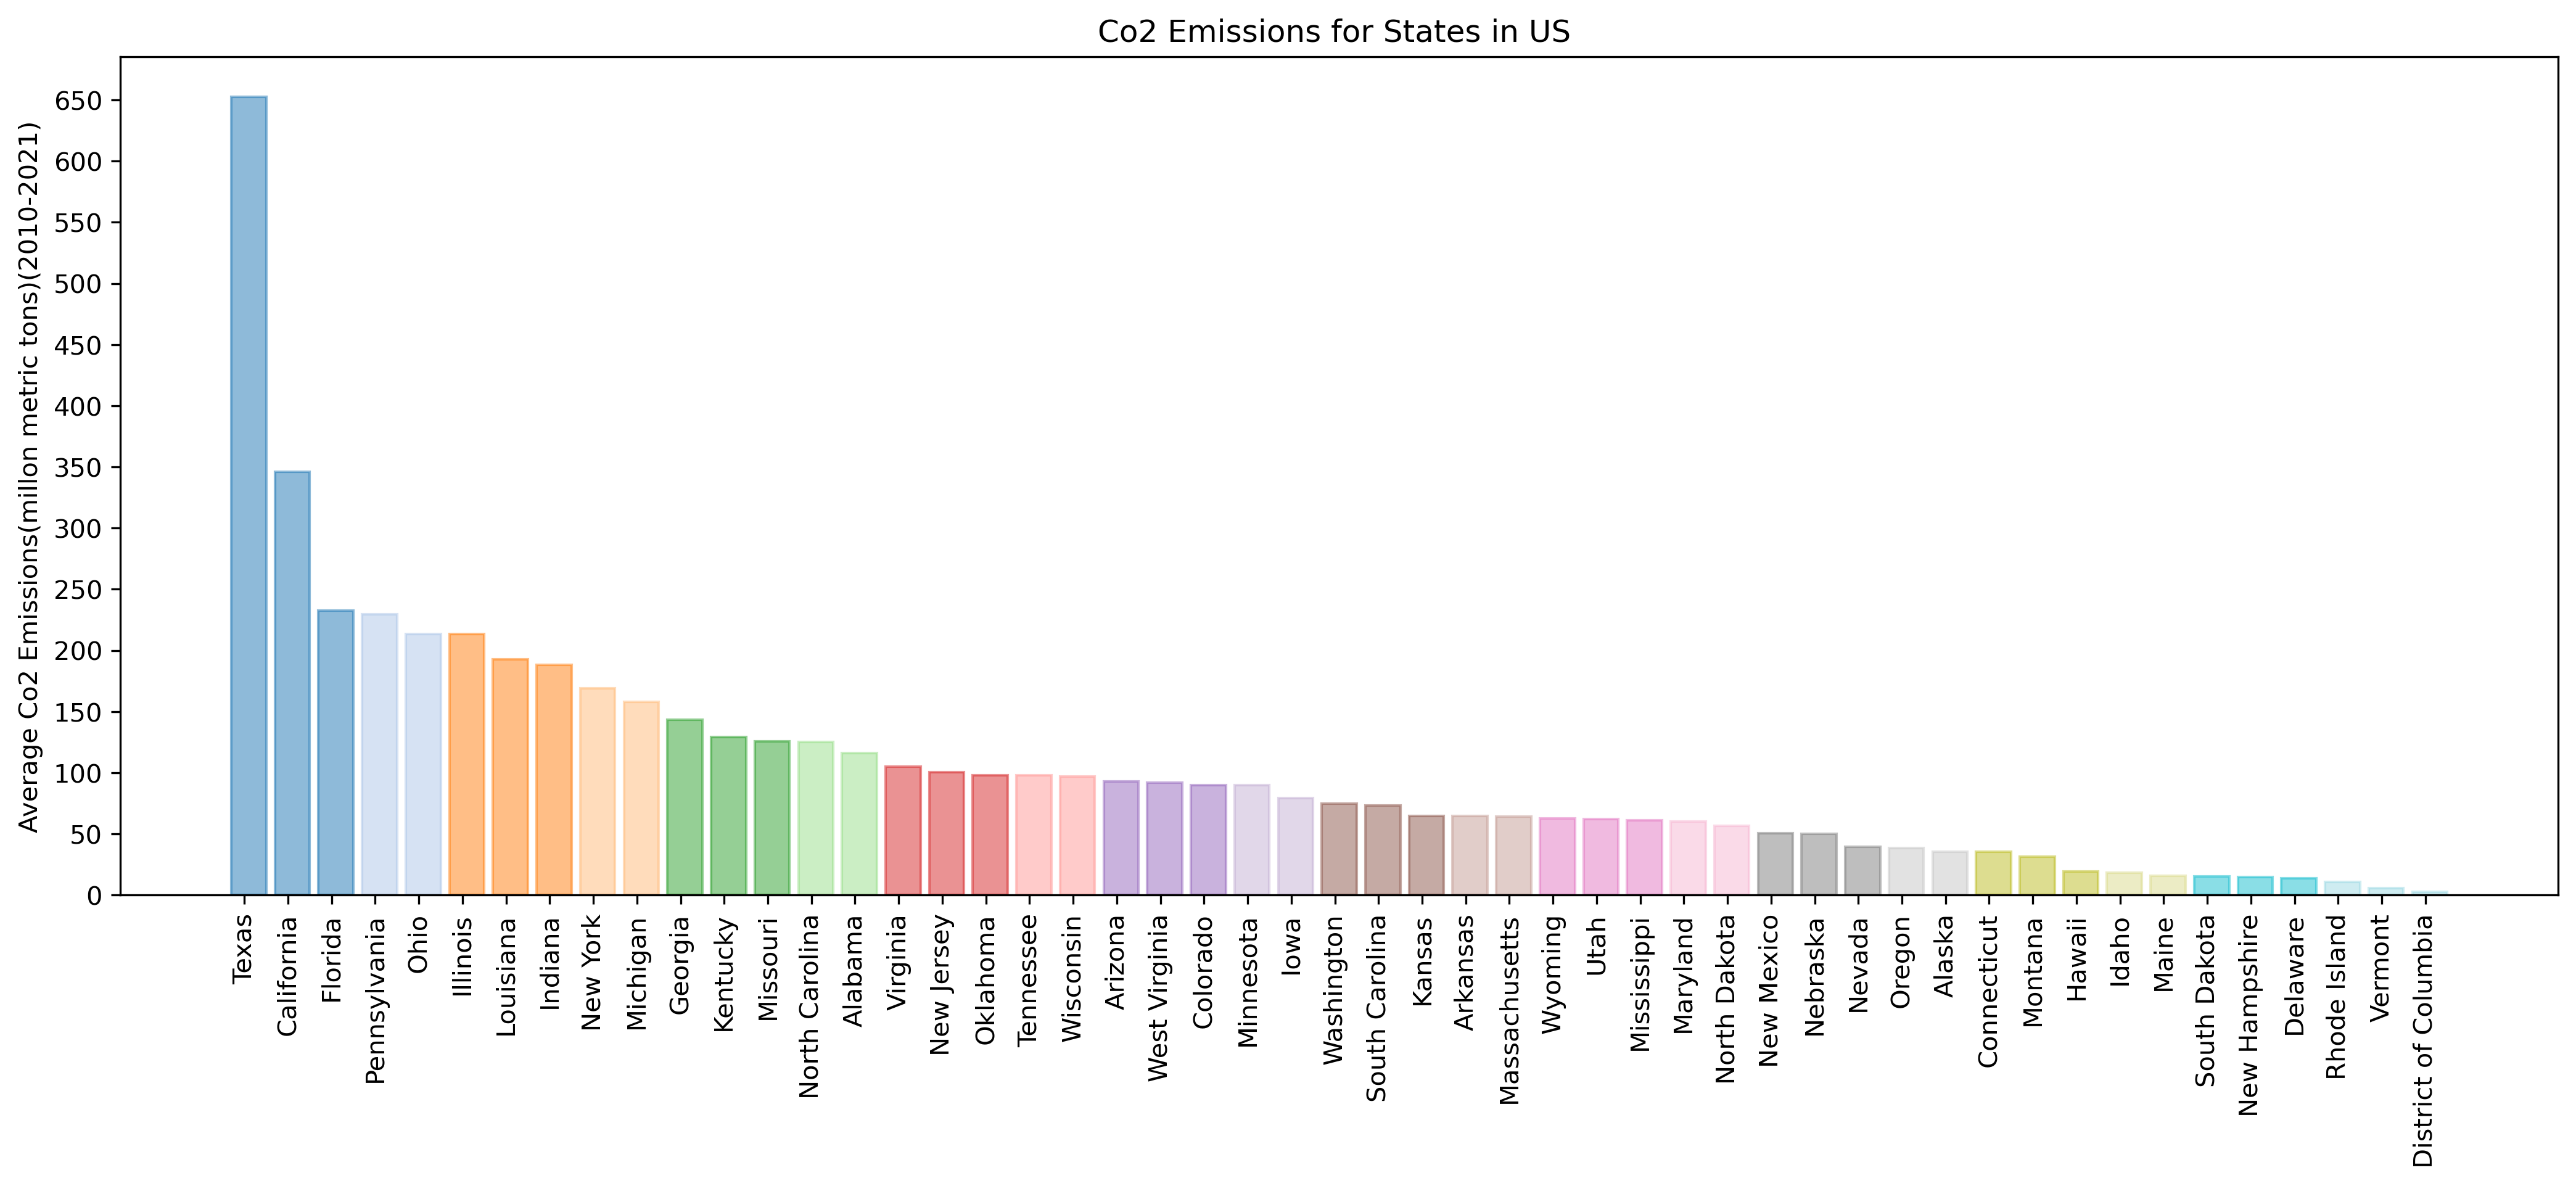 Co2 Emissions for States in US
Average Co2 Emissions(millon metric tons)(2010-2021)
650
600
550
500
450
400
350
300
250
200
150
100
50
0
Texas
California
Florida
Pennsylvania
Ohio
Illinois
Louisiana
Indiana
New York
Michigan
Georgia
Kentucky
Missouri
North Carolina
Alabama
Virginia
New Jersey
Oklahoma
Tennessee
Wisconsin
Arizona
West Virginia
Colorado
Minnesota
Iowa
Washington
South Carolina
Kansas
Arkansas
Massachusetts
Wyoming
Utah
Mississippi
Maryland
North Dakota
New Mexico
Nebraska
Nevada
Oregon
Alaska
Connecticut
Montana
Hawaii
Idaho
Maine
South Dakota
New Hampshire
Delaware
Rhode Island
Vermont
District of Columbia